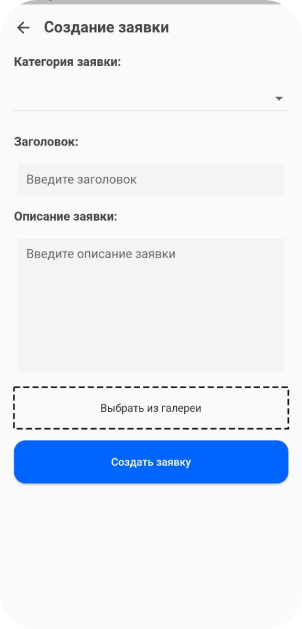 Создание заявки
Категория заявки:
Заголовок:
Введите заголовок
Описание заявки:
Введите описание заявки
Выбрать из галереи
Создать заявку